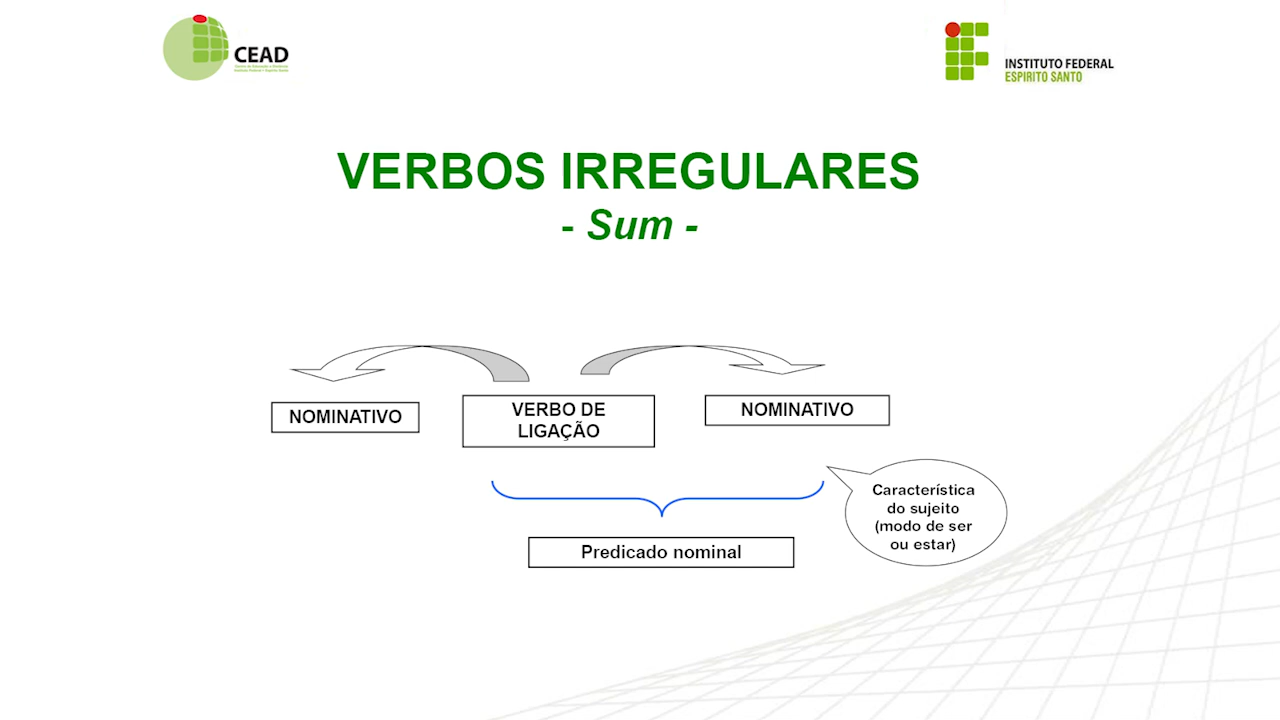 CEAD
INSTITUTO FEDERAL
ESPÍRITO SANTO
VERBOS IRREGULARES
- Sum -
NOMINATIVO
VERBO DE
LIGAÇÃO
NOMINATIVO
Característica
do sujeito
(modo de ser
ou estar)
Predicado nominal